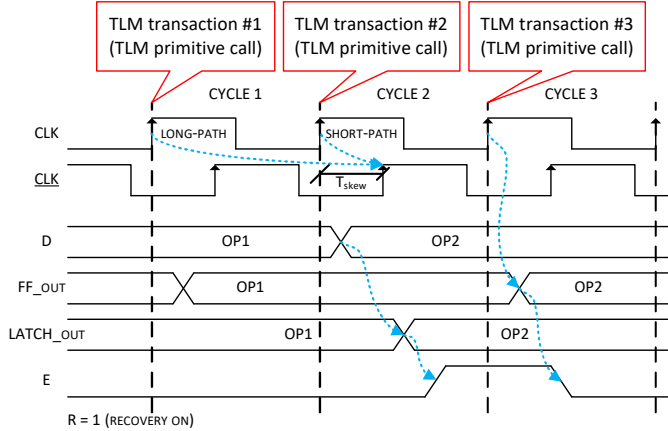 TLM transaction #1
(TLM primitive call)
TLM transaction #2
(TLM primitive call)
TLM transaction #3
(TLM primitive call)
CYCLE 1
CYCLE 2
CYCLE 3
CLK
LONG-PATH
SHORT-PATH
CLK
Tskew
D
OP1
OP2
FF_OUT
OP1
OP2
LATCH_OUT
OP1
OP2
E
R = 1 (RECOVERY ON)